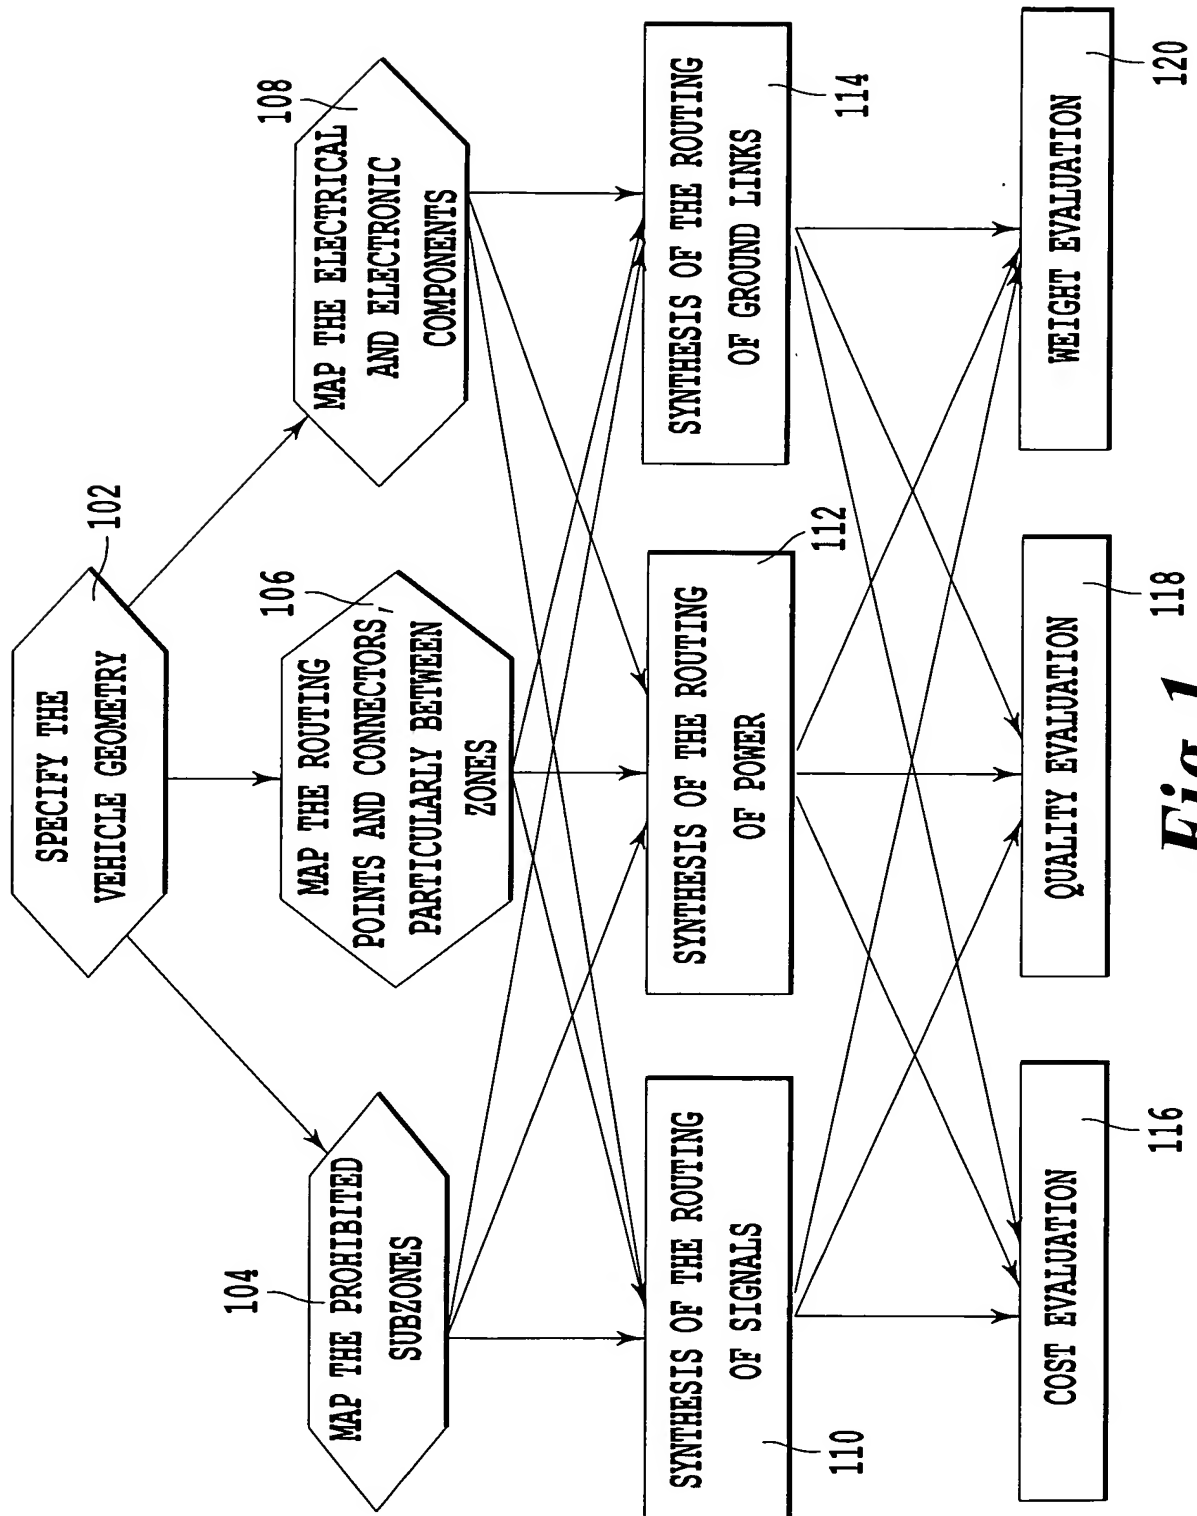 SPECIFY THE
VEHICLE GEOMETRY
102
MAP THE PROHIBITED
SUBZONES
104
MAP THE ROUTING
POINTS AND CONNECTORS,
PARTICULARLY BETWEEN
ZONES
106
MAP THE ELECTRICAL
AND ELECTRONIC
COMPONENTS
108
SYNTHESIS OF THE ROUTING
OF SIGNALS
110
SYNTHESIS OF THE ROUTING
OF POWER
112
SYNTHESIS OF THE ROUTING
OF GROUND LINKS
114
COST EVALUATION
116
QUALITY EVALUATION
118
WEIGHT EVALUATION
120
Fig. 1